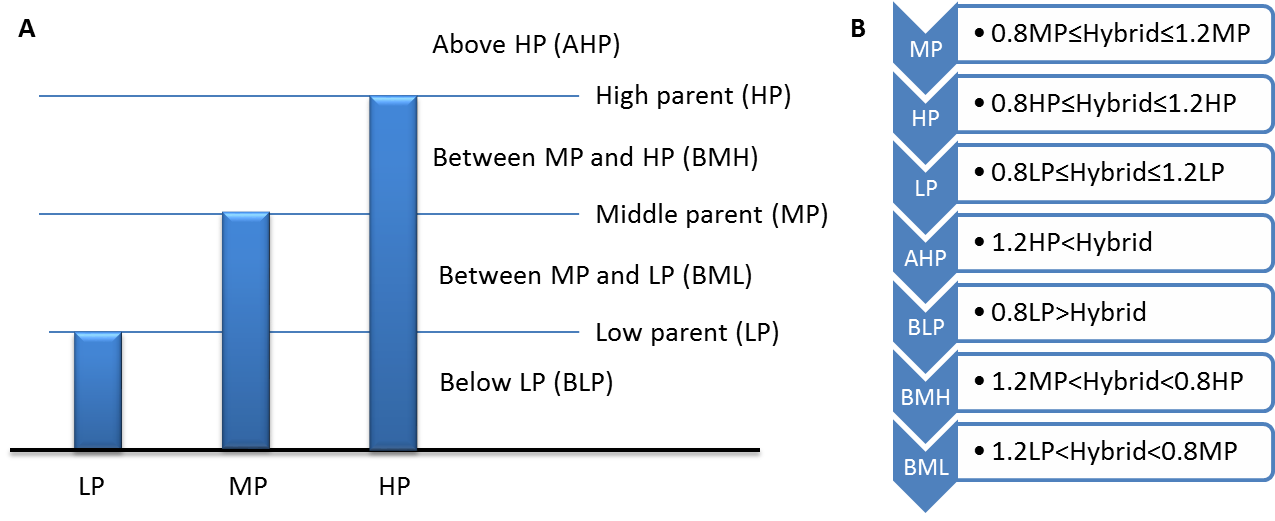 A
Above HP (AHP)
High parent (HP)
Between MP and HP (BMH)
Middle parent (MP)
Between MP and LP (BML)
Low parent (LP)
Below LP (BLP)
LP MP HP
B
MP • 0.8MP≤Hybrid≤1.2MP
HP • 0.8HP≤Hybrid≤1.2HP
LP • 0.8LP≤Hybrid≤1.2LP
AHP • 1.2HP<Hybrid
BLP • 0.8LP>Hybrid
BMH • 1.2MP<Hybrid<0.8HP
BML • 1.2LP<Hybrid<0.8MP